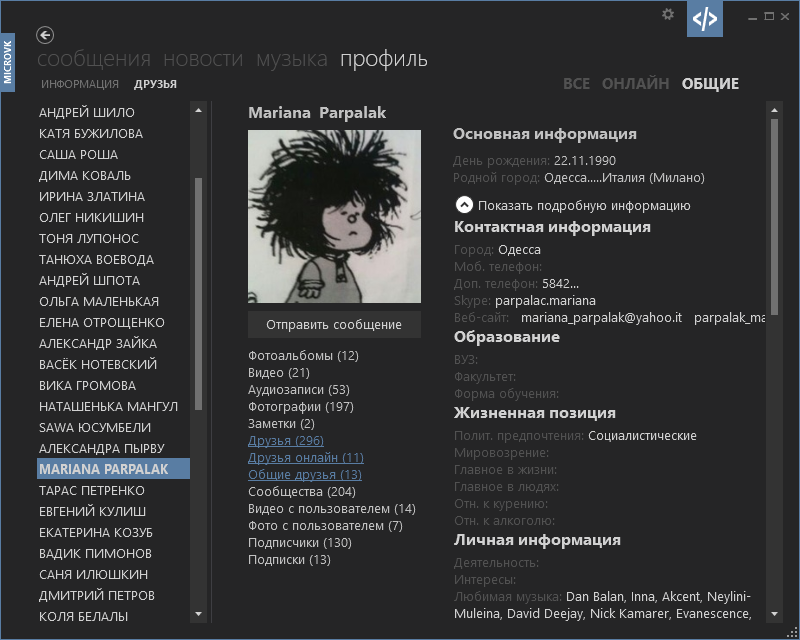 MICROVK
сообщения новости музыка профиль
ИНФОРМАЦИЯ ДРУЗЬЯ
ВСЕ ОНЛАЙН ОБЩИЕ
АНДРЕЙ ШИЛО
КАТЯ БУЖИЛОВА
САША РОША
ДИМА КОВАЛЬ
ИРИНА ЗЛАТИНА
ОЛЕГ НИКИШИН
ТОНЯ ЛУПОНОС
ТАНЮХА ВОЕВОДА
АНДРЕЙ ШПОТА
ОЛЬГА МАЛЕНЬКАЯ
ЕЛЕНА ОТРОЩЕНКО
АЛЕКСАНДР ЗАЙКА
ВАСЁК НОТЕВСКИЙ
ВИКА ГРОМОВА
НАТАШЕНЬКА МАНГУЛ
SAWA ЮСУМБЕЛИ
АЛЕКСАНДРА ПЫРВУ
MARIANA PARPALAK
ТАРАС ПЕТРЕНКО
ЕВГЕНИЙ КУЛИШ
ЕКАТЕРИНА КОЗУБ
ВАДИК ПИМОНОВ
САНЯ ИЛЮШКИН
ДМИТРИЙ ПЕТРОВ
КОЛЯ БЕЛАЛЫ
Mariana Parpalak
Отправить сообщение
Фотоальбомы (12)
Видео (21)
Аудиозаписи (53)
Фотографии (197)
Заметки (2)
Друзья (296)
Друзья онлайн (11)
Общие друзья (13)
Сообщества (204)
Видео с пользователем (14)
Фото с пользователем (7)
Подписчики (130)
Подписки (13)
Основная информация
День рождения: 22.11.1990
Родной город: Одесса.....Италия (Милано)
Показать подробную информацию
Контактная информация
Город: Одесса
Моб. телефон:
Доп. телефон: 5842...
Skype: parpalac.mariana
Веб-сайт: mariana_parpalak@yahoo.it parpalak_ma
Образование
ВУЗ:
Факультет:
Форма обучения:
Жизненная позиция
Полит. предпочтения: Социалистические
Мировозрение:
Главное в жизни:
Главное в людях:
Отн. к курению:
Отн. к алкоголю:
Личная информация
Деятельность:
Интересы:
Любимая музыка: Dan Balan, Inna, Akcent, Neylini-
Muleina, David Deejay, Nick Kamarer, Evanescence,